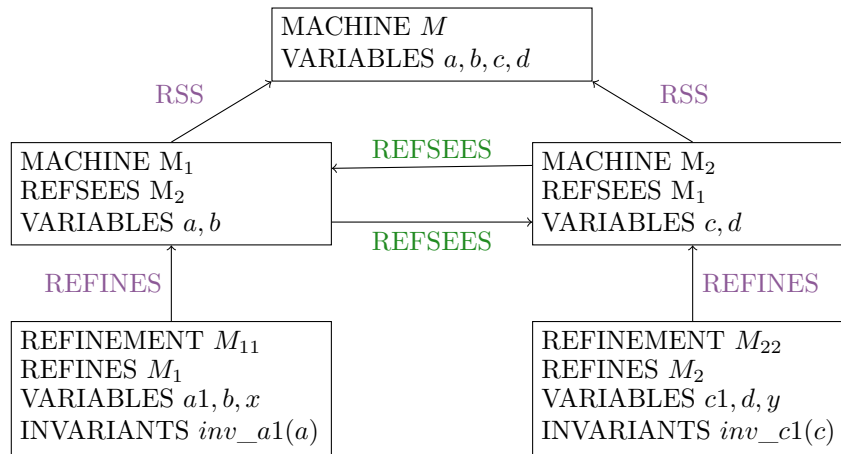 MACHINE M
VARIABLES a, b, c, d
RSS
RSS
MACHINE M₁
REFSEES M₂
VARIABLES a, b
REFSEES
REFSEES
MACHINE M₂
REFSEES M₁
VARIABLES c, d
REFINES
REFINES
REFINEMENT M₁₁
REFINES M₁
VARIABLES a1, b, x
INVARIANTS inv_a1(a)
REFINEMENT M₂₂
REFINES M₂
VARIABLES c1, d, y
INVARIANTS inv_c1(c)